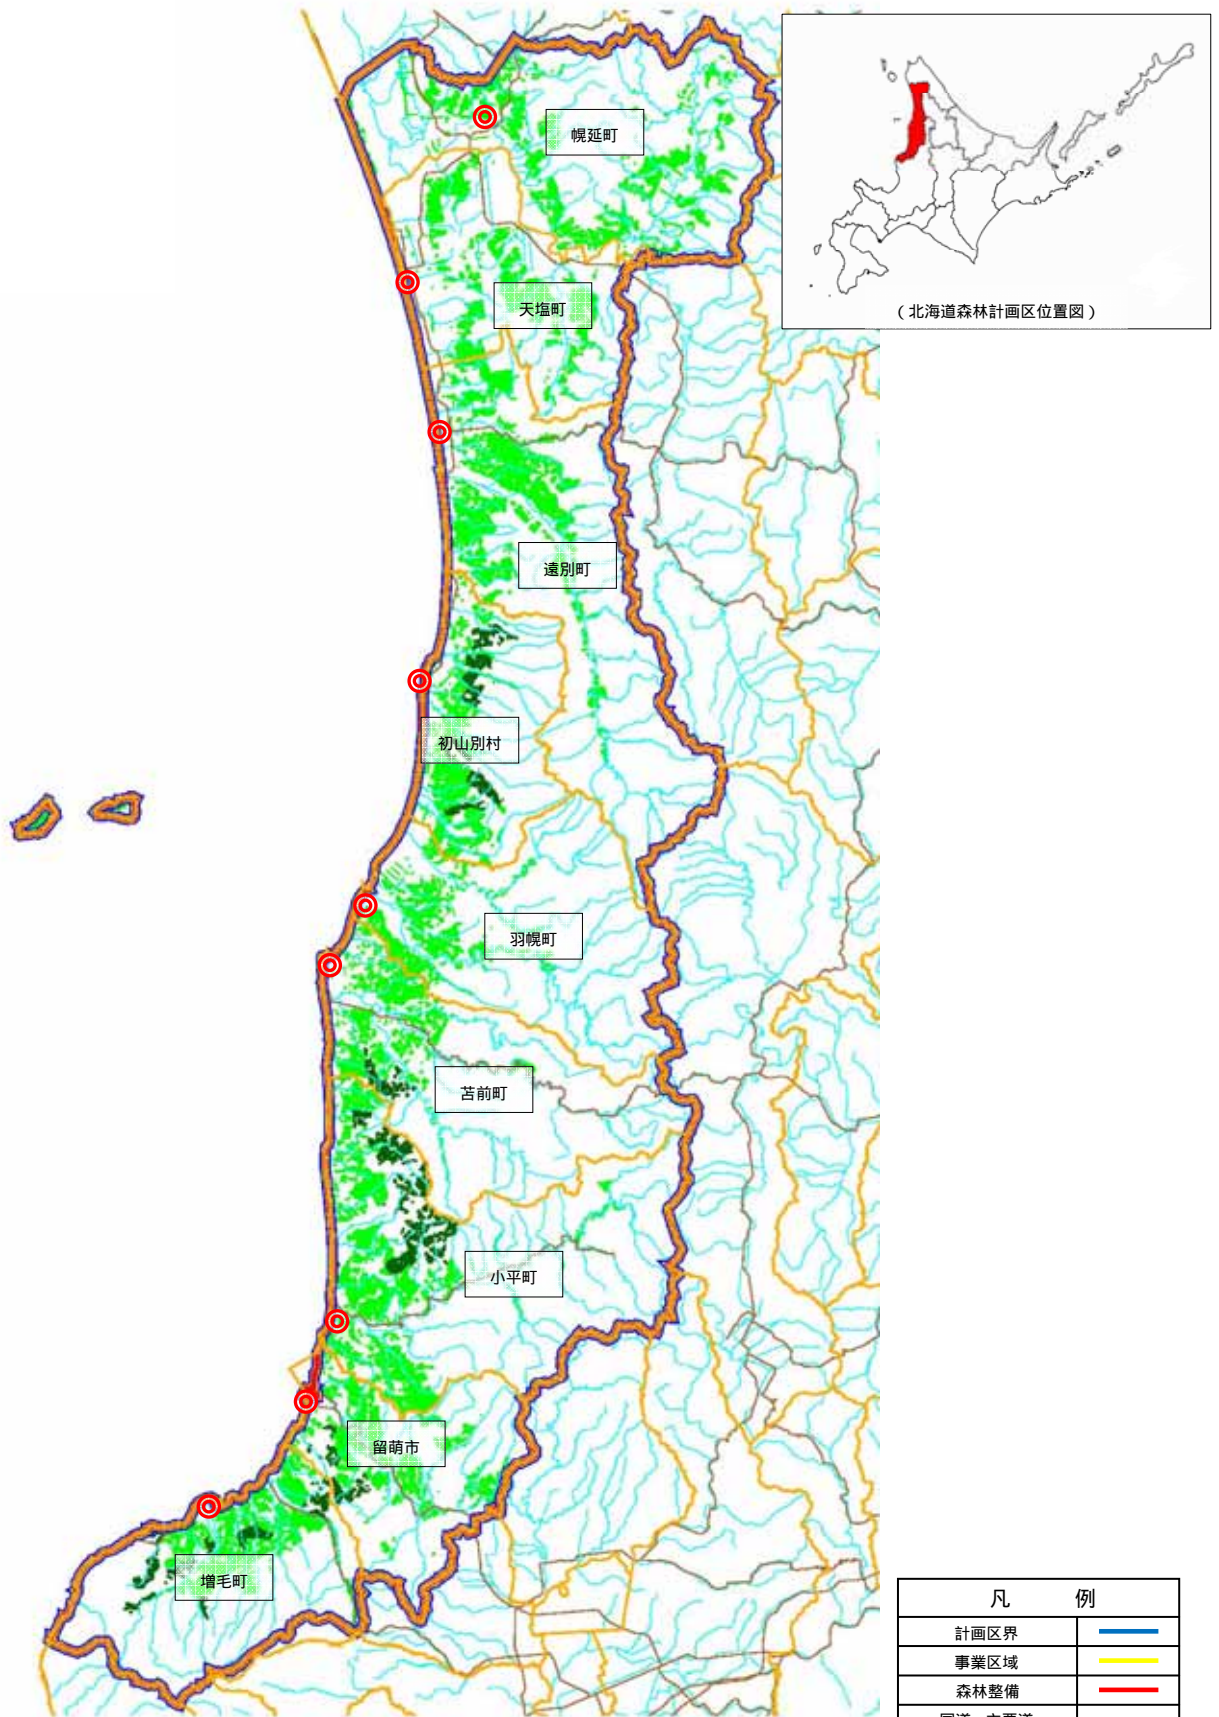 幌延町
(北海道森林計画区位置図)
天塩町
遠別町
初山別村
羽幌町
苫前町
小平町
留萌市
増毛町
凡 例
計画区界
事業区域
森林整備